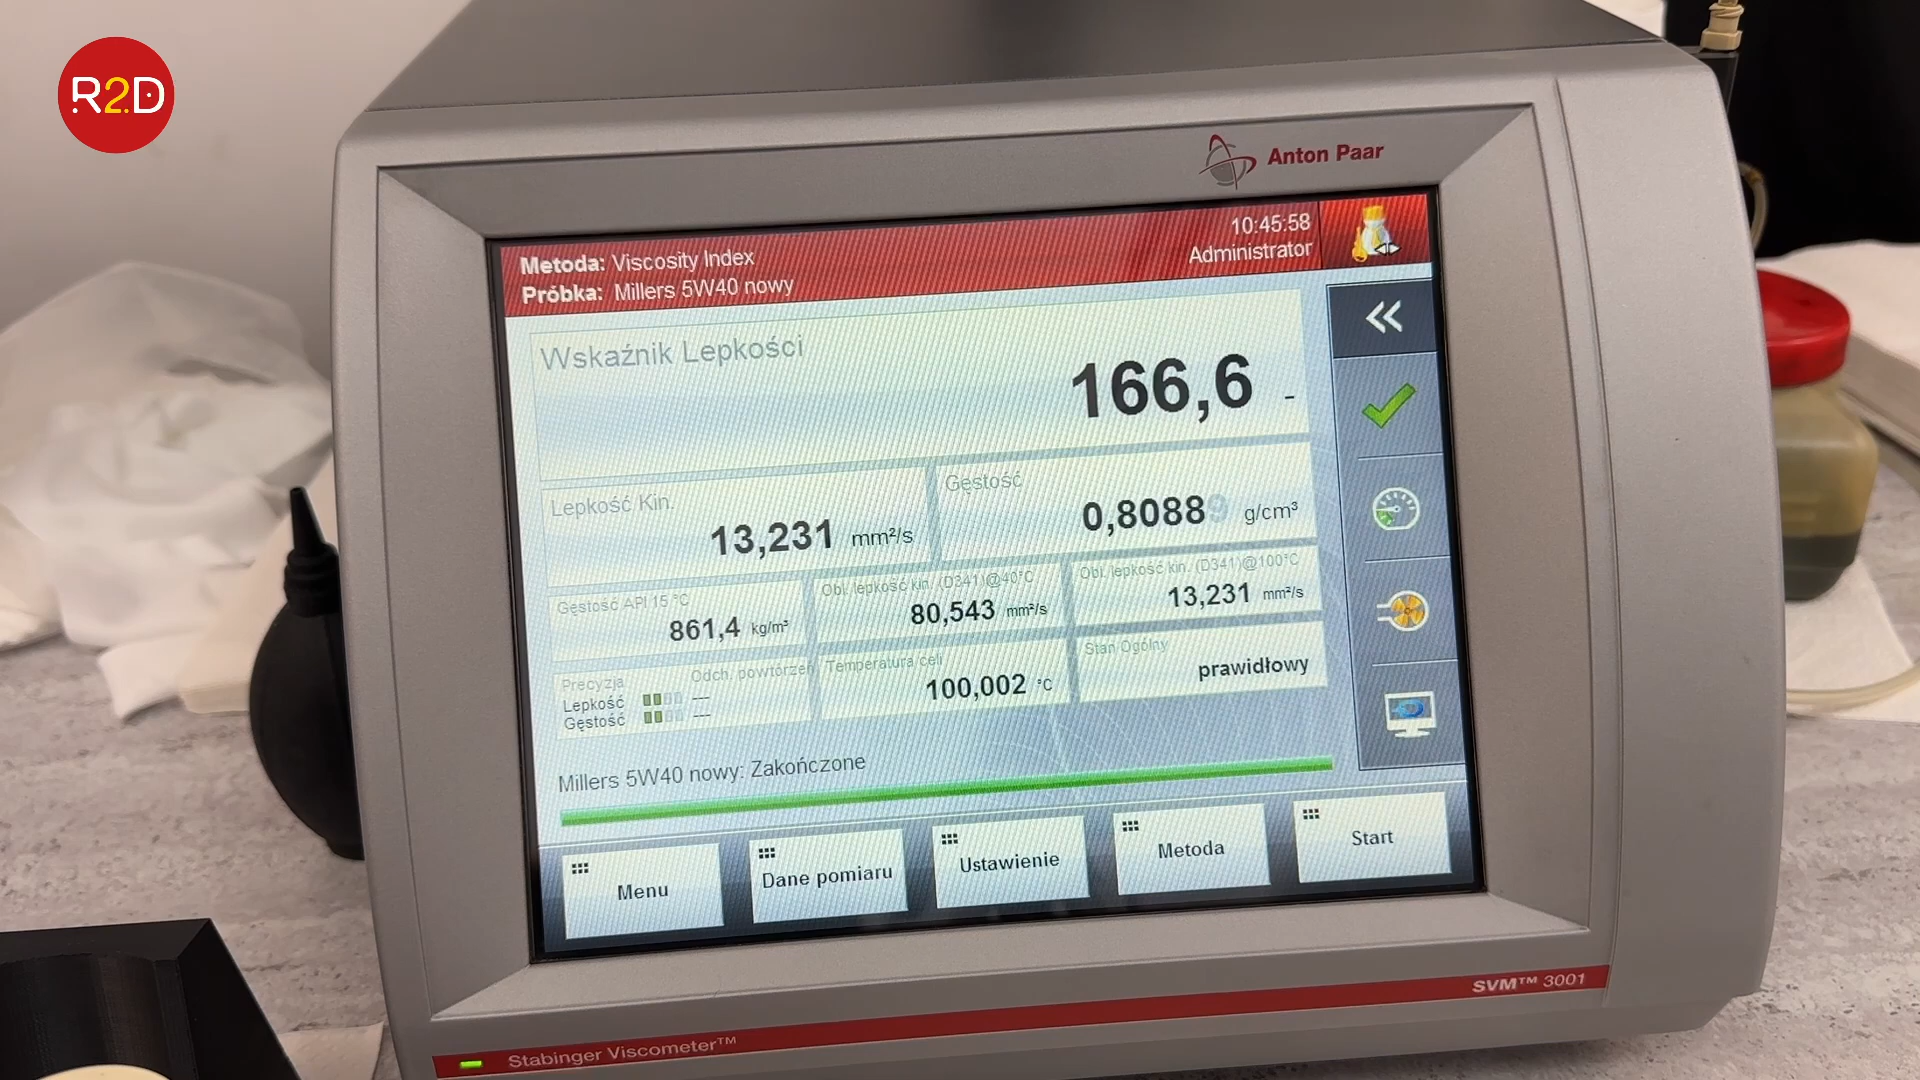 R2D
Anton Paar
10:45:58
Metoda: Viscosity Index
Administrator
Próbka: Millers 5W40 nowy
Wskaźnik Lepkości
166,6 -
Lepkość Kin.
13,231 mm²/s
Gęstość
0,80889 g/cm³
Gęstość API 15 °C
861,4 kg/m³
Obl. lepkość kin. (D341)@40°C
80,543 mm²/s
Obl. lepkość kin. (D341)@100°C
13,231 mm²/s
Precyzja
Odch. powtórzeń
Lepkość ---
Gęstość ---
Temperatura celi
100,002 °C
Stan Ogólny
prawidłowy
Millers 5W40 nowy: Zakończone
Menu
Dane pomiaru
Ustawienie
Metoda
Start
SVM™ 3001
Stabinger Viscometer™